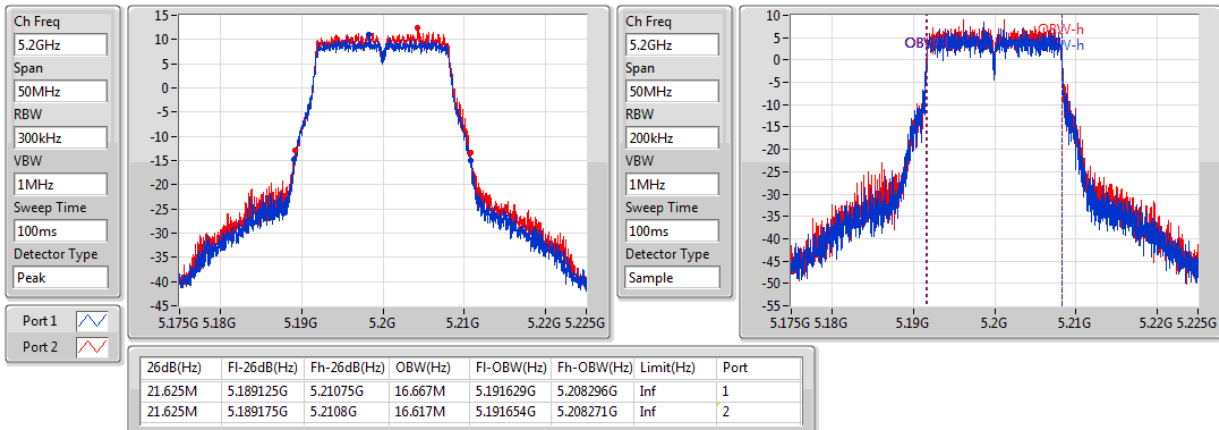 Ch Freq
5.2GHz
Span
50MHz
RBW
300kHz
VBW
1MHz
Sweep Time
100ms
Detector Type
Peak
Port 1
Port 2
15
10
5
0
-5
-10
-15
-20
-25
-30
-35
-40
-45
5.175G 5.18G 5.19G 5.2G 5.21G 5.22G 5.225G
Ch Freq
5.2GHz
Span
50MHz
RBW
200kHz
VBW
1MHz
Sweep Time
100ms
Detector Type
Sample
10
5
0
-5
-10
-15
-20
-25
-30
-35
-40
-45
-50
-55
OBW-h
W-h
5.175G 5.18G 5.19G 5.2G 5.21G 5.22G 5.225G
26dB(Hz) Fl-26dB(Hz) Fh-26dB(Hz) OBW(Hz) Fl-OBW(Hz) Fh-OBW(Hz) Limit(Hz) Port
21.625M 5.189125G 5.21075G 16.667M 5.191629G 5.208296G Inf 1
21.625M 5.189175G 5.2108G 16.617M 5.191654G 5.208271G Inf 2